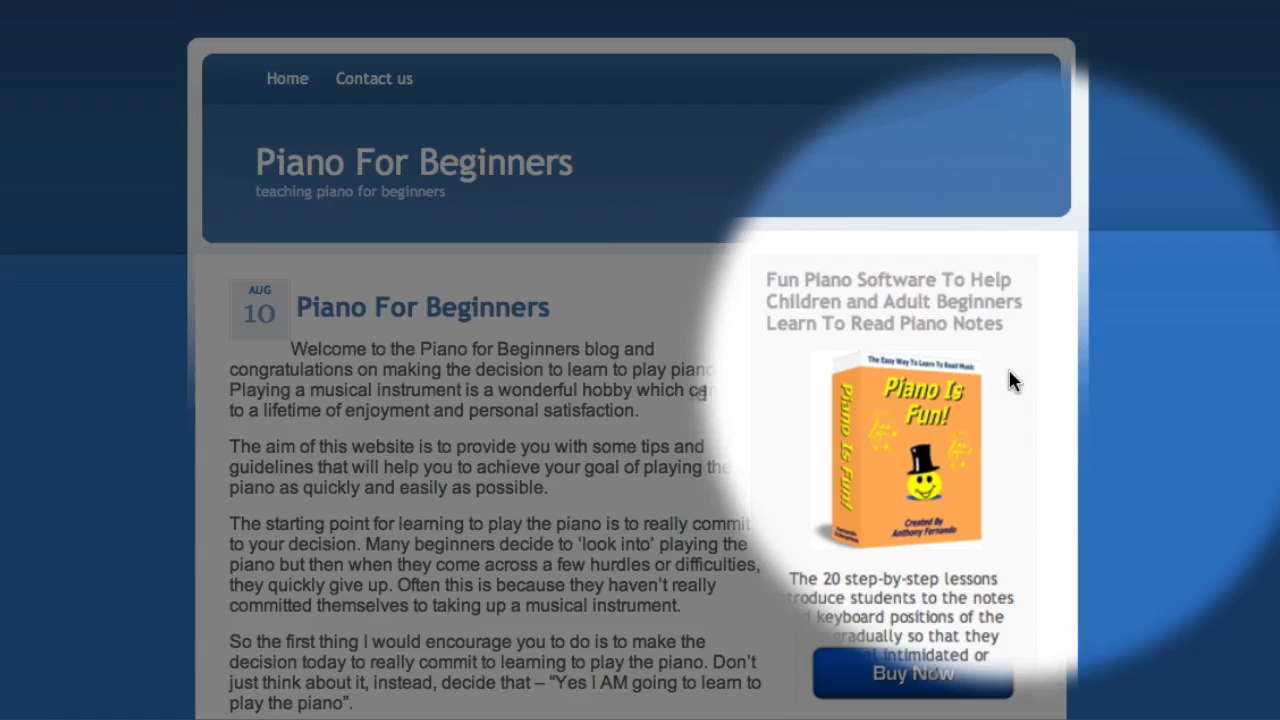 Home Contact us
Piano For Beginners
teaching piano for beginners
AUG
10
Piano For Beginners
Welcome to the Piano for Beginners blog and
congratulations on making the decision to learn to play piano
Playing a musical instrument is a wonderful hobby which can
to a lifetime of enjoyment and personal satisfaction.
The aim of this website is to provide you with some tips and
guidelines that will help you to achieve your goal of playing the
piano as quickly and easily as possible.
The starting point for learning to play the piano is to really commit
to your decision. Many beginners decide to ‘look into’ playing the
piano but then when they come across a few hurdles or difficulties,
they quickly give up. Often this is because they haven’t really
committed themselves to taking up a musical instrument.
So the first thing I would encourage you to do is to make the
decision today to really commit to learning to play the piano. Don’t
just think about it, instead, decide that – “Yes I AM going to learn to
play the piano”.
Fun Piano Software To Help
Children and Adult Beginners
Learn To Read Piano Notes
The Easy Way To Learn To Read Music
Piano Is
Fun!
Piano Is Fun!
Created By
Anthony Fernando
The 20 step-by-step lessons
introduce students to the notes
keyboard positions of the
gradually so that they
intimidated or
Buy Now